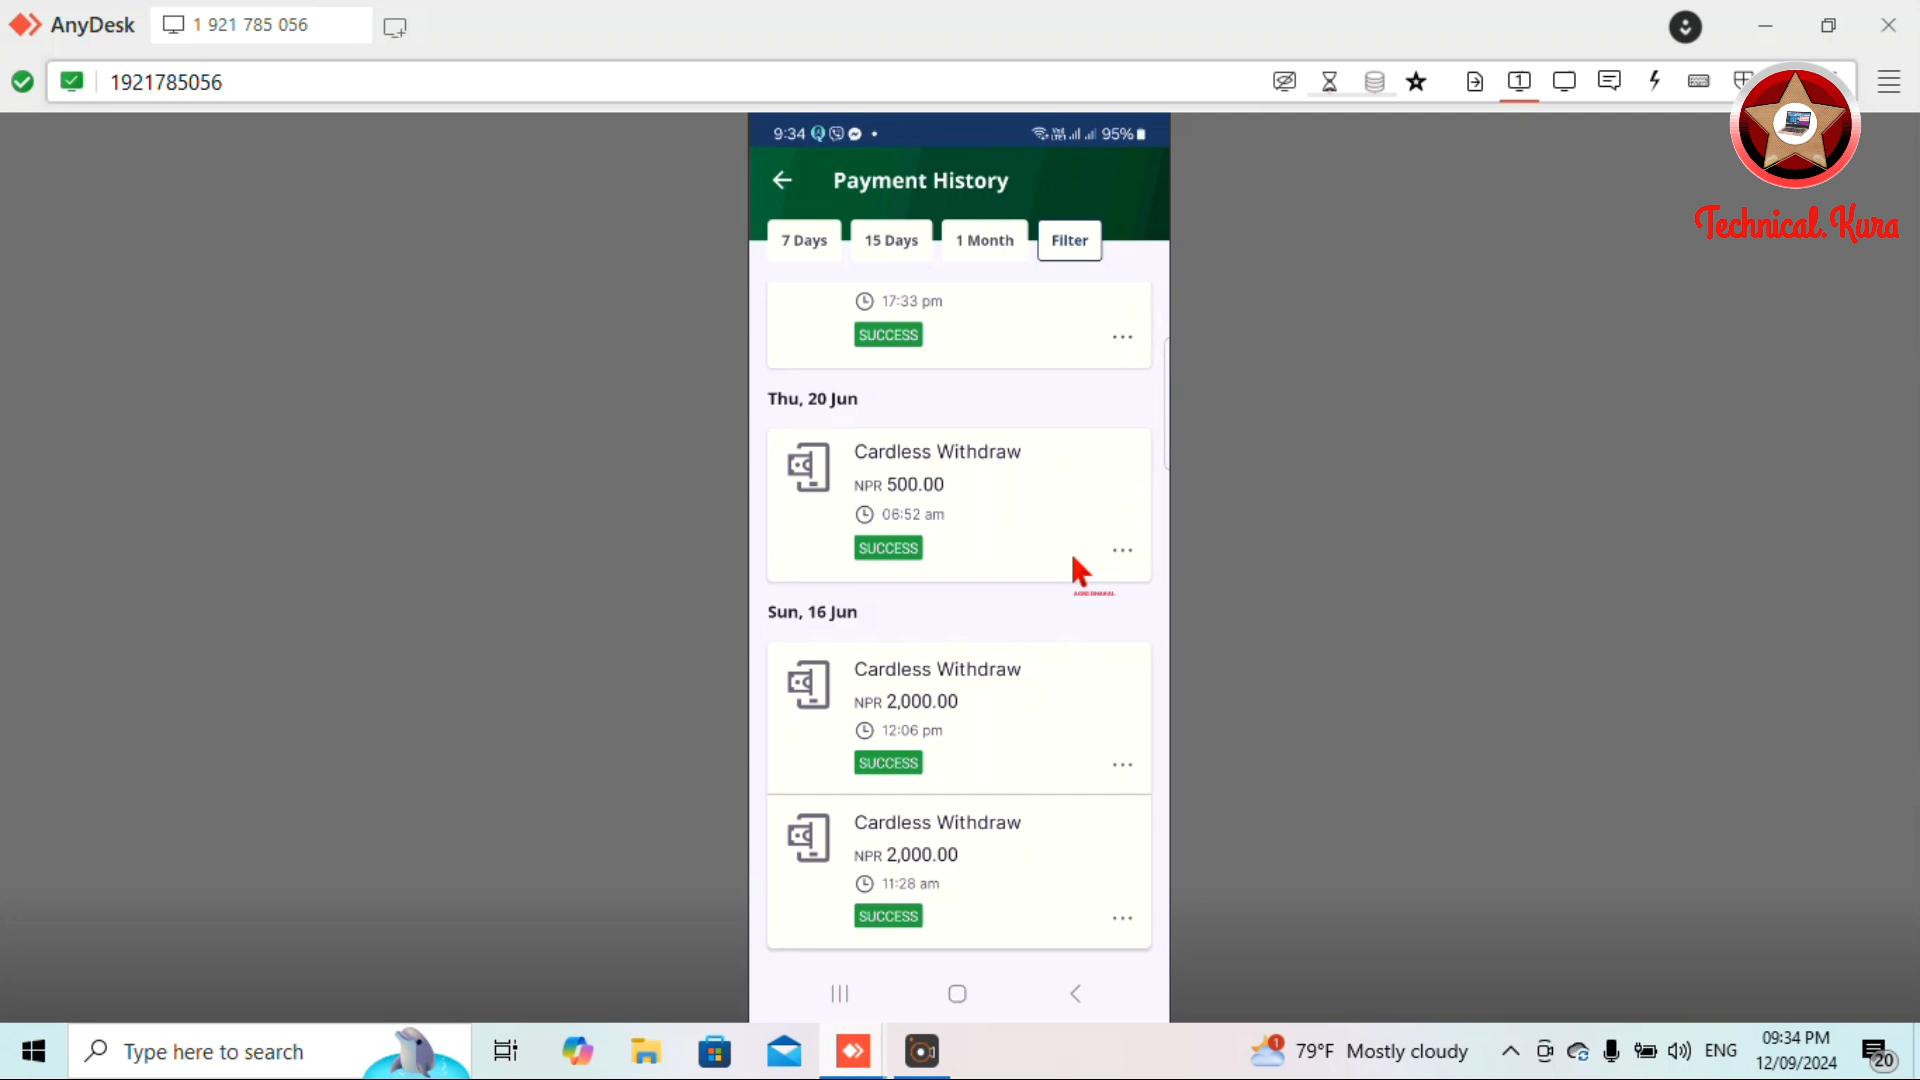 AnyDesk
1 921 785 056
1921785056
1
Technical.Kura
9:34
95%
Payment History
7 Days
15 Days
1 Month
Filter
17:33 pm
SUCCESS
Thu, 20 Jun
Cardless Withdraw
NPR 500.00
06:52 am
SUCCESS
Sun, 16 Jun
Cardless Withdraw
NPR 2,000.00
12:06 pm
SUCCESS
Cardless Withdraw
NPR 2,000.00
11:28 am
SUCCESS
Type here to search
1
79°F Mostly cloudy
ENG
09:34 PM
12/09/2024
20